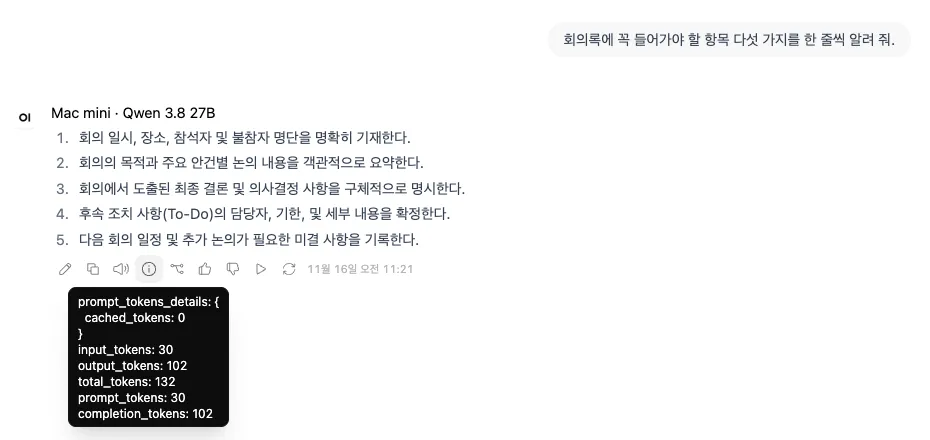 회의록에 꼭 들어가야 할 항목 다섯 가지를 한 줄씩 알려 줘.
OI
Mac mini · Qwen 3.8 27B
1. 회의 일시, 장소, 참석자 및 불참자 명단을 명확히 기재한다.
2. 회의의 목적과 주요 안건별 논의 내용을 객관적으로 요약한다.
3. 회의에서 도출된 최종 결론 및 의사결정 사항을 구체적으로 명시한다.
4. 후속 조치 사항(To-Do)의 담당자, 기한, 및 세부 내용을 확정한다.
5. 다음 회의 일정 및 추가 논의가 필요한 미결 사항을 기록한다.
11월 16일 오전 11:21
prompt_tokens_details: {
cached_tokens: 0
}
input_tokens: 30
output_tokens: 102
total_tokens: 132
prompt_tokens: 30
completion_tokens: 102